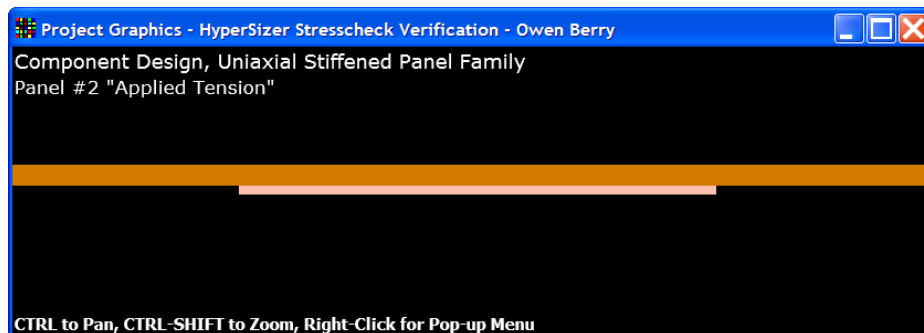 Project Graphics - HyperSizer Stresscheck Verification - Owen Berry
Component Design, Uniaxial Stiffened Panel Family
Panel #2 "Applied Tension"
CTRL to Pan, CTRL-SHIFT to Zoom, Right-Click for Pop-up Menu